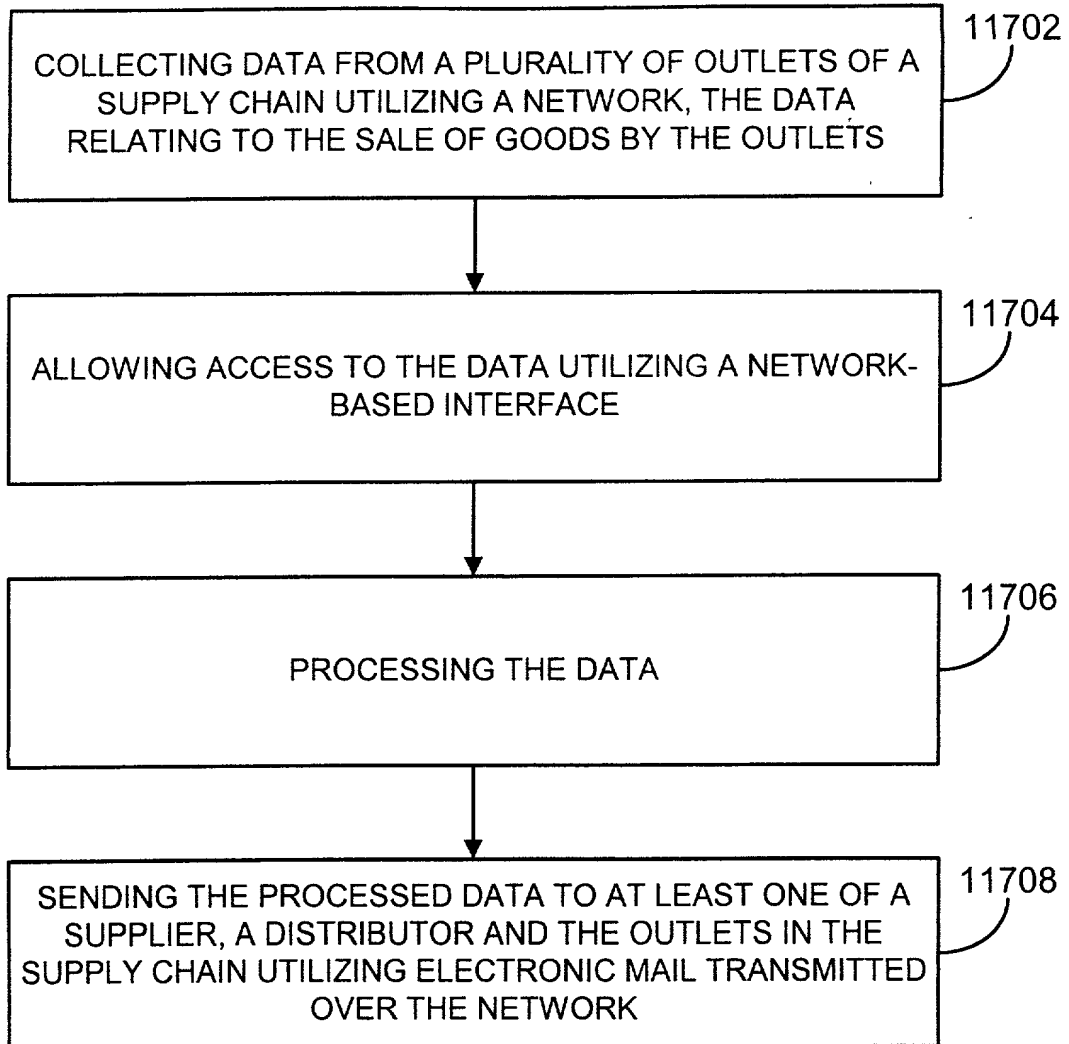 11702
COLLECTING DATA FROM A PLURALITY OF OUTLETS OF A
SUPPLY CHAIN UTILIZING A NETWORK, THE DATA
RELATING TO THE SALE OF GOODS BY THE OUTLETS
11704
ALLOWING ACCESS TO THE DATA UTILIZING A NETWORK-
BASED INTERFACE
11706
PROCESSING THE DATA
11708
SENDING THE PROCESSED DATA TO AT LEAST ONE OF A
SUPPLIER, A DISTRIBUTOR AND THE OUTLETS IN THE
SUPPLY CHAIN UTILIZING ELECTRONIC MAIL TRANSMITTED
OVER THE NETWORK